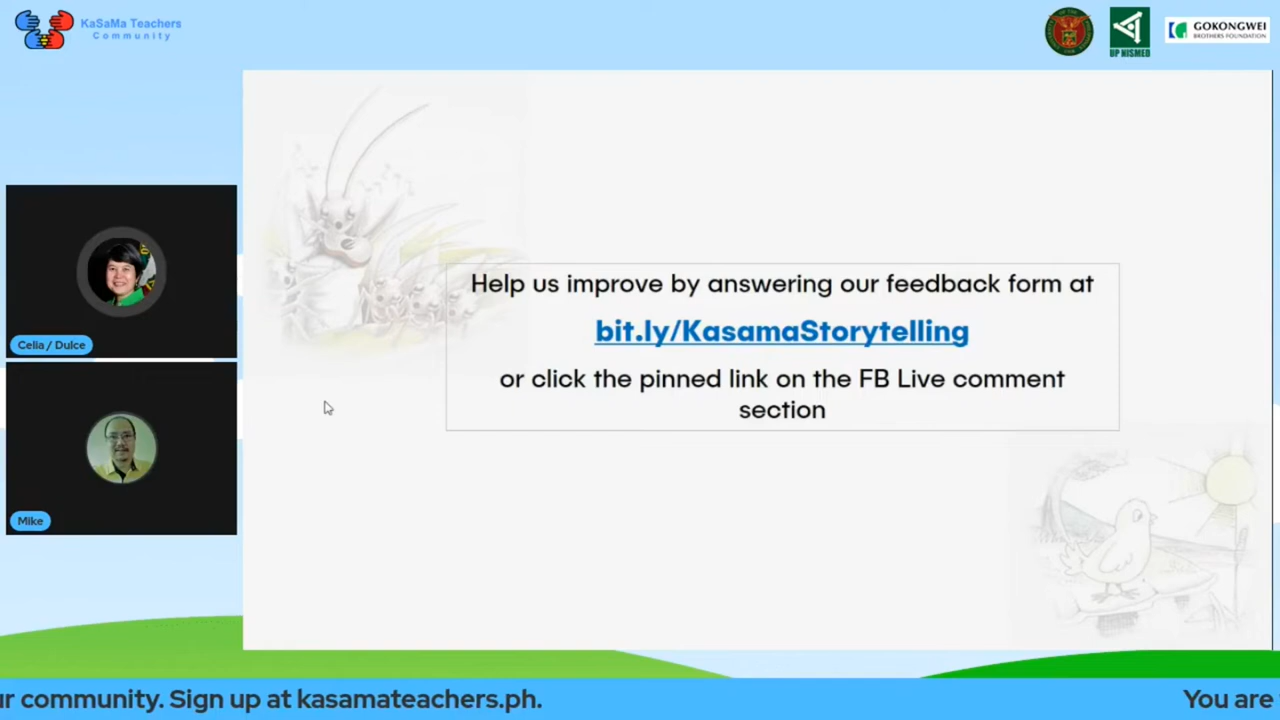 KaSaMa Teachers
Community
UP NISMED
GOKONGWEI
BROTHERS FOUNDATION
Help us improve by answering our feedback form at
bit.ly/KasamaStorytelling
or click the pinned link on the FB Live comment
section
Celia / Dulce
Mike
ur community. Sign up at kasamateachers.ph.
You are